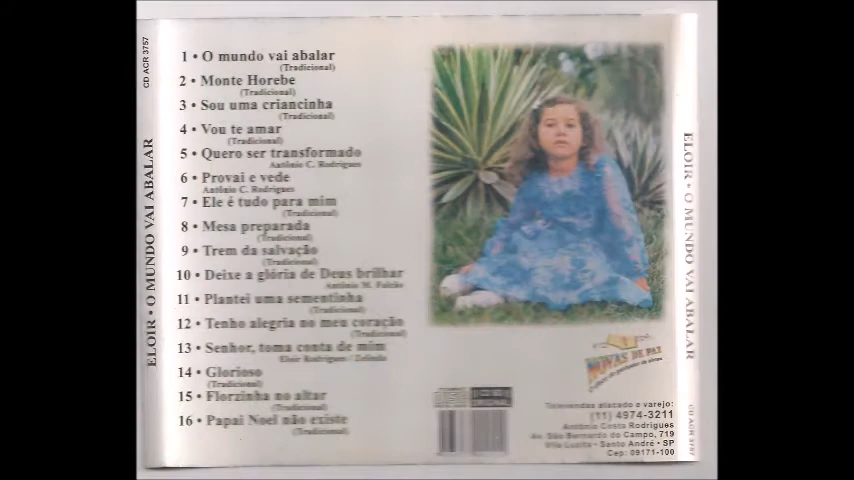 CD ACR 3757
ELOIR • O MUNDO VAI ABALAR
1 • O mundo vai abalar
(Tradicional)
2 • Monte Horebe
(Tradicional)
3 • Sou uma criancinha
(Tradicional)
4 • Vou te amar
(Tradicional)
5 • Quero ser transformado
Antônio C. Rodrigues
6 • Provai e vede
Antônio C. Rodrigues
7 • Ele é tudo para mim
(Tradicional)
8 • Mesa preparada
(Tradicional)
9 • Trem da salvação
(Tradicional)
10 • Deixe a glória de Deus brilhar
Antônio M. Falcão
11 • Plantei uma sementinha
(Tradicional)
12 • Tenho alegria no meu coração
(Tradicional)
13 • Senhor, toma conta de mim
Eloir Rodrigues / Zelinda
14 • Glorioso
(Tradicional)
15 • Florzinha no altar
(Tradicional)
16 • Papai Noel não existe
(Tradicional)
NOVAS DE PAZ
Televendas atacado e varejo:
(11) 4974-3211
Antônio Costa Rodrigues
Av. São Bernardo do Campo, 719
Vila Luzita • Santo André • SP
Cep: 09171-100
ELOIR • O MUNDO VAI ABALAR
CD ACR 3757